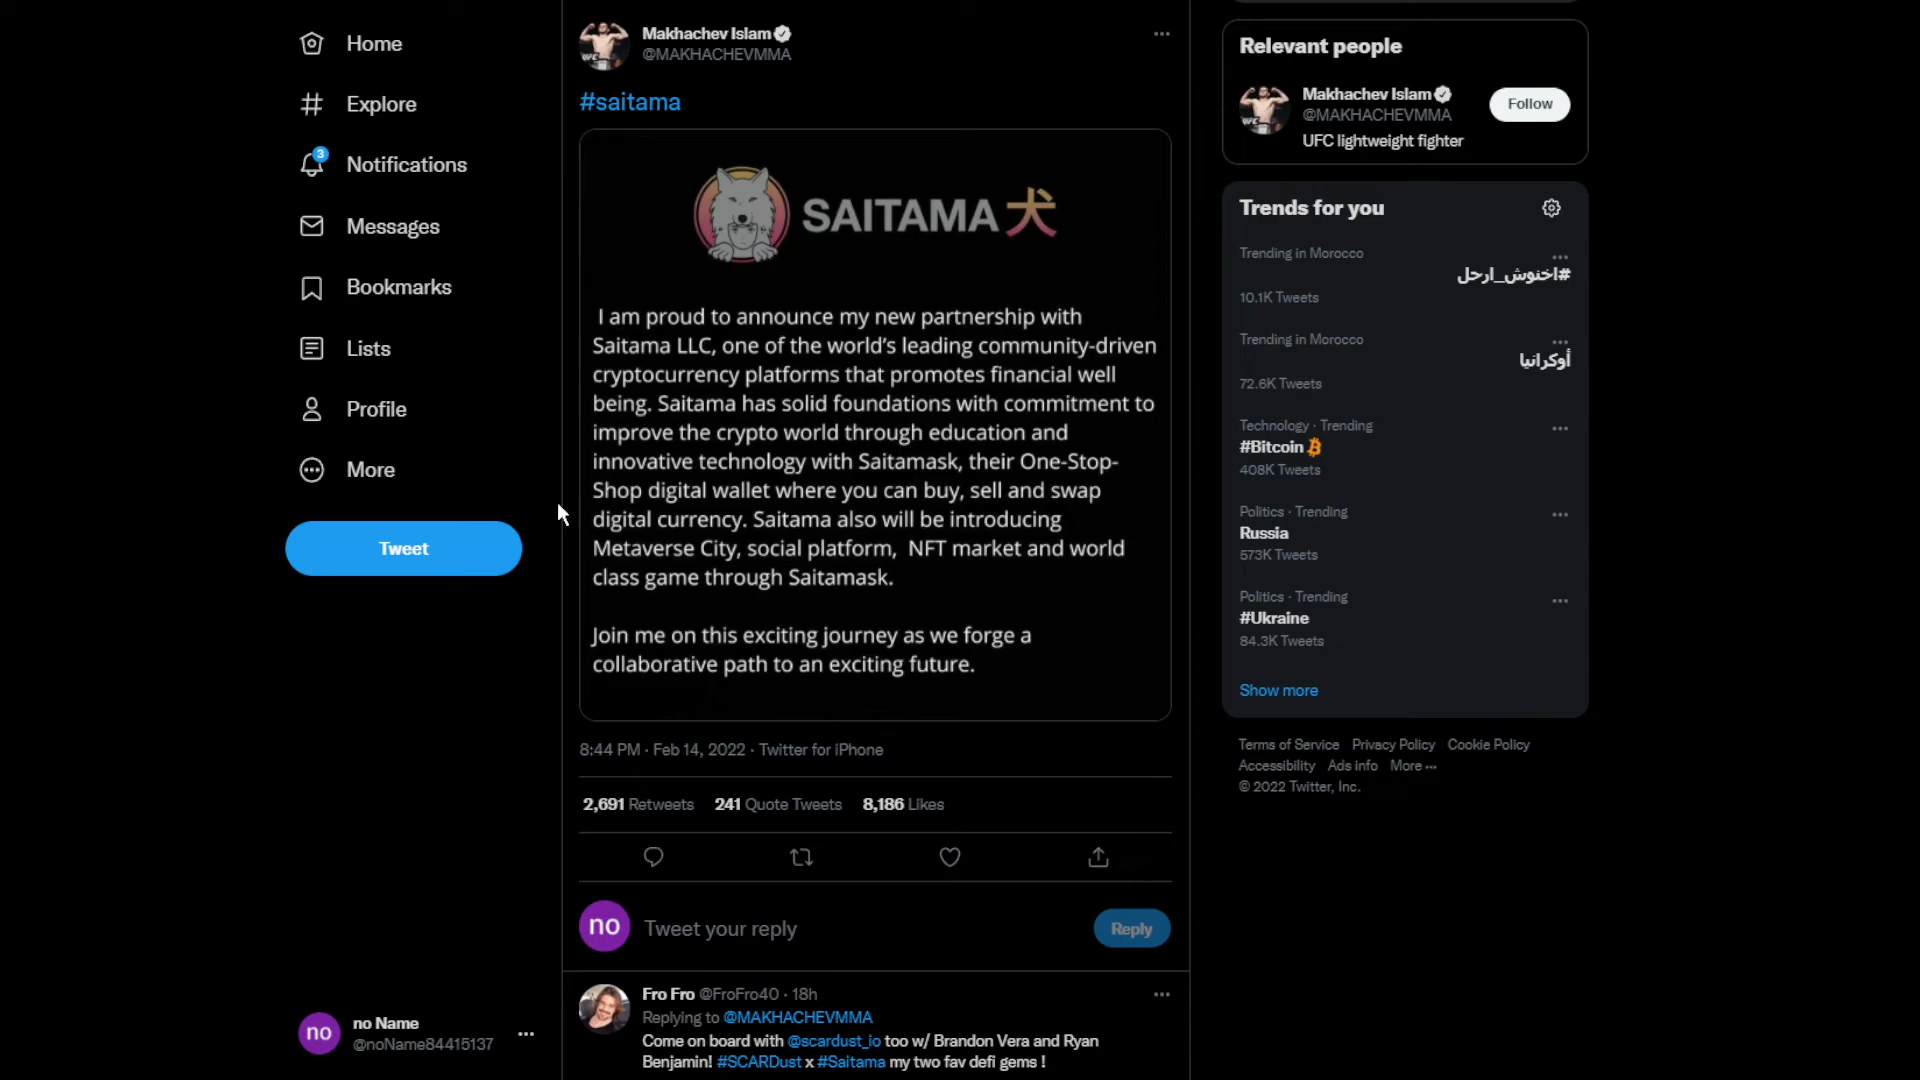 Home
Explore
3
Notifications
Messages
Bookmarks
Lists
Profile
More
Tweet
no
no Name
@noName84415137
Makhachev Islam
@MAKHACHEVMMA
#saitama
SAITAMA犬
I am proud to announce my new partnership with
Saitama LLC, one of the world's leading community-driven
cryptocurrency platforms that promotes financial well
being. Saitama has solid foundations with commitment to
improve the crypto world through education and
innovative technology with Saitamask, their One-Stop-
Shop digital wallet where you can buy, sell and swap
digital currency. Saitama also will be introducing
Metaverse City, social platform, NFT market and world
class game through Saitamask.
Join me on this exciting journey as we forge a
collaborative path to an exciting future.
8:44 PM · Feb 14, 2022 · Twitter for iPhone
2,691 Retweets 241 Quote Tweets 8,186 Likes
no
Tweet your reply
Reply
Fro Fro @FroFro40 · 18h
Replying to @MAKHACHEVMMA
Come on board with @scardust_io too w/ Brandon Vera and Ryan
Benjamin! #SCARDust x #Saitama my two fav defi gems !
Relevant people
Makhachev Islam
@MAKHACHEVMMA
Follow
UFC lightweight fighter
Trends for you
Trending in Morocco
#اخنوش_ارحل
10.1K Tweets
Trending in Morocco
أوكرانيا
72.6K Tweets
Technology · Trending
#Bitcoin
408K Tweets
Politics · Trending
Russia
573K Tweets
Politics · Trending
#Ukraine
84.3K Tweets
Show more
Terms of Service Privacy Policy Cookie Policy
Accessibility Ads info More ···
© 2022 Twitter, Inc.